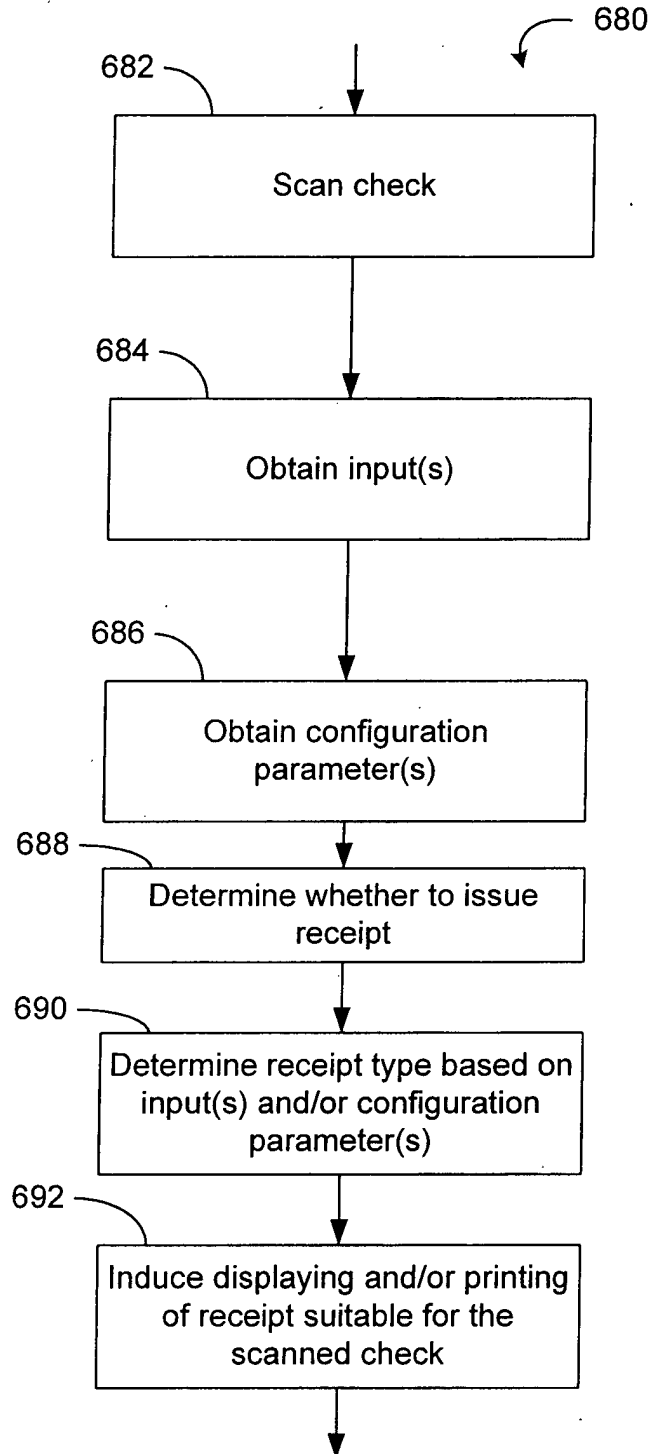 680
682
Scan check
684
Obtain input(s)
686
Obtain configuration
parameter(s)
688
Determine whether to issue
receipt
690
Determine receipt type based on
input(s) and/or configuration
parameter(s)
692
Induce displaying and/or printing
of receipt suitable for the
scanned check